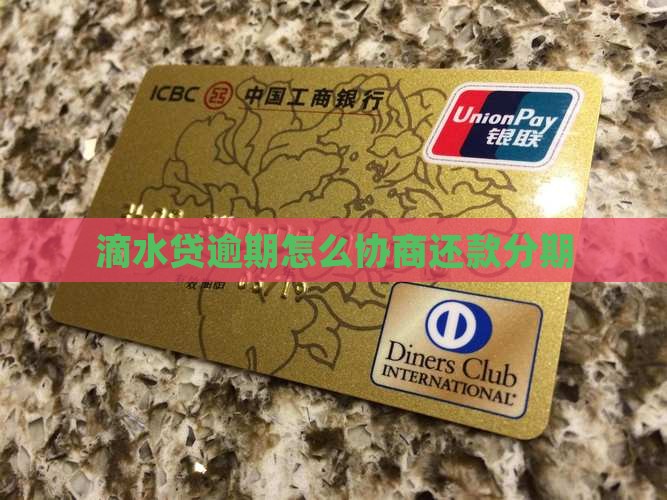 ICBC 中国工商银行
UnionPay
银联
滴水贷逾期怎么协商还款分期
Diners Club
INTERNATIONAL